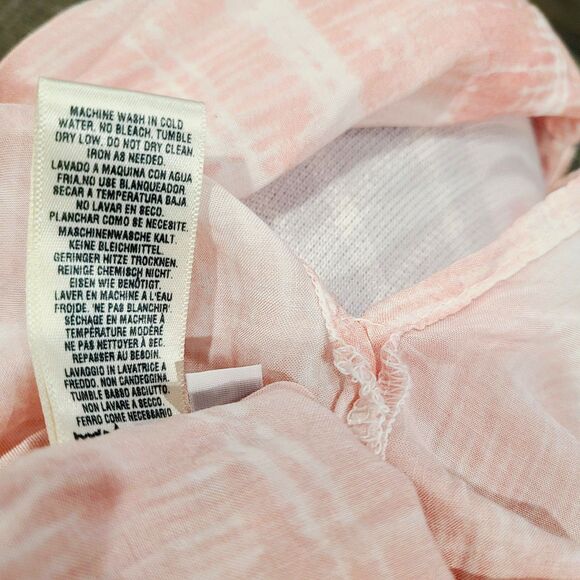 MACHINE WASH IN COLD
WATER. NO BLEACH. TUMBLE
DRY LOW. DO NOT DRY CLEAN.
IRON AS NEEDED.
LAVADO A MAQUINA CON AGUA
FRIA.NO USE BLANQUEADOR
SECAR A TEMPERATURA BAJA
NO LAVAR EN SECO.
PLANCHAR COMO SE NECESITE.
MASCHINENWASCHE KALT.
KEINE BLEICHMITTEL.
GERINGER HITZE TROCKNEN.
REINIGE CHEMISCH NICHT.
EISEN WIE BENÖTIGT.
LAVER EN MACHINE À L'EAU
FROJDE. 'NE PAS BLANCHIR'.
SÉCHAGE EN MACHINE À
TEMPÉRATURE MODÉRÉ
NE PAS NETTOYER À SEC.
REPASSER AU BESOIN.
LAVAGGIO IN LAVATRICE A
FREDDO. NON CANDEGGINA.
TUMBLE BASSO ASCIUTTO.
NON LAVARE A SECCO.
FERRO COME NECESSARIO